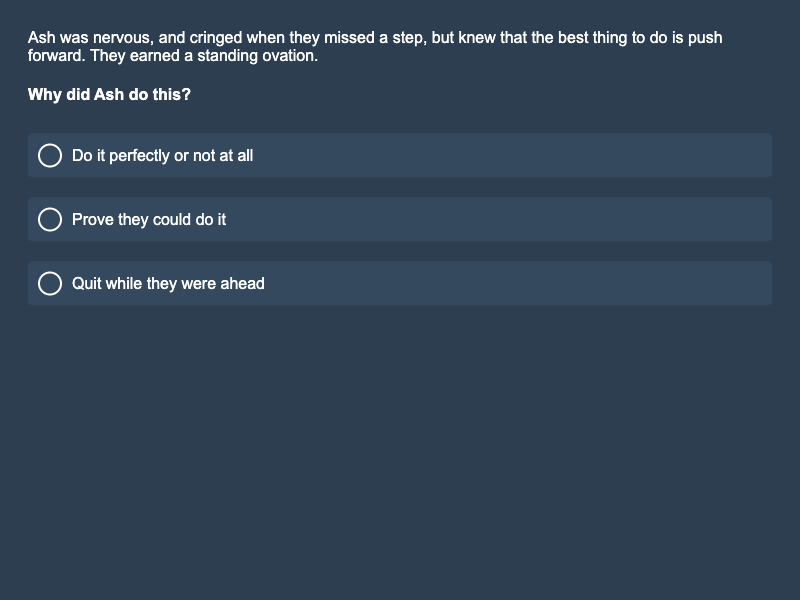 Ash was nervous, and cringed when they missed a step, but knew that the best thing to do is push
forward. They earned a standing ovation.
Why did Ash do this?
Do it perfectly or not at all
Prove they could do it
Quit while they were ahead